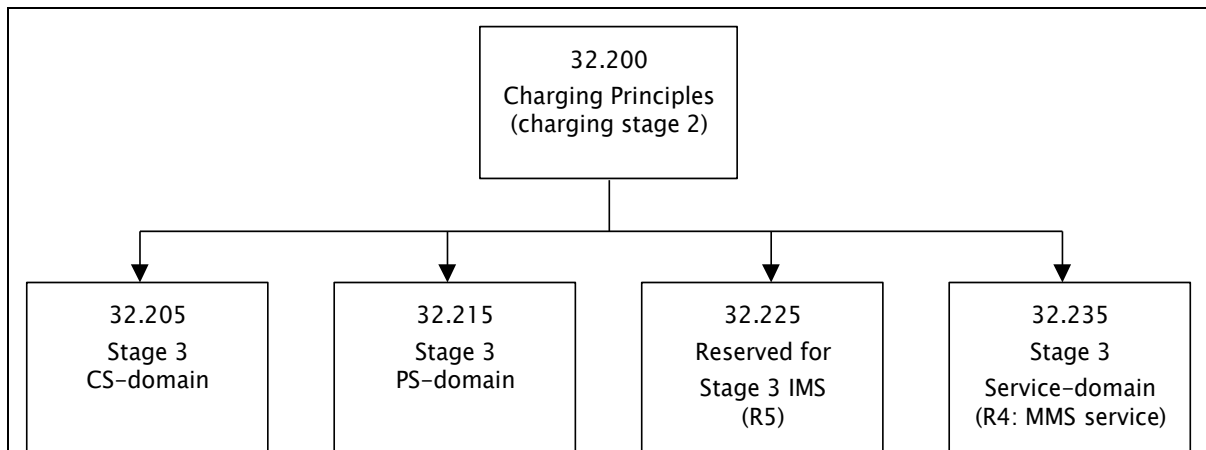 32.200
Charging Principles
(charging stage 2)
32.205
Stage 3
CS-domain
32.215
Stage 3
PS-domain
32.225
Reserved for
Stage 3 IMS
(R5)
32.235
Stage 3
Service-domain
(R4: MMS service)